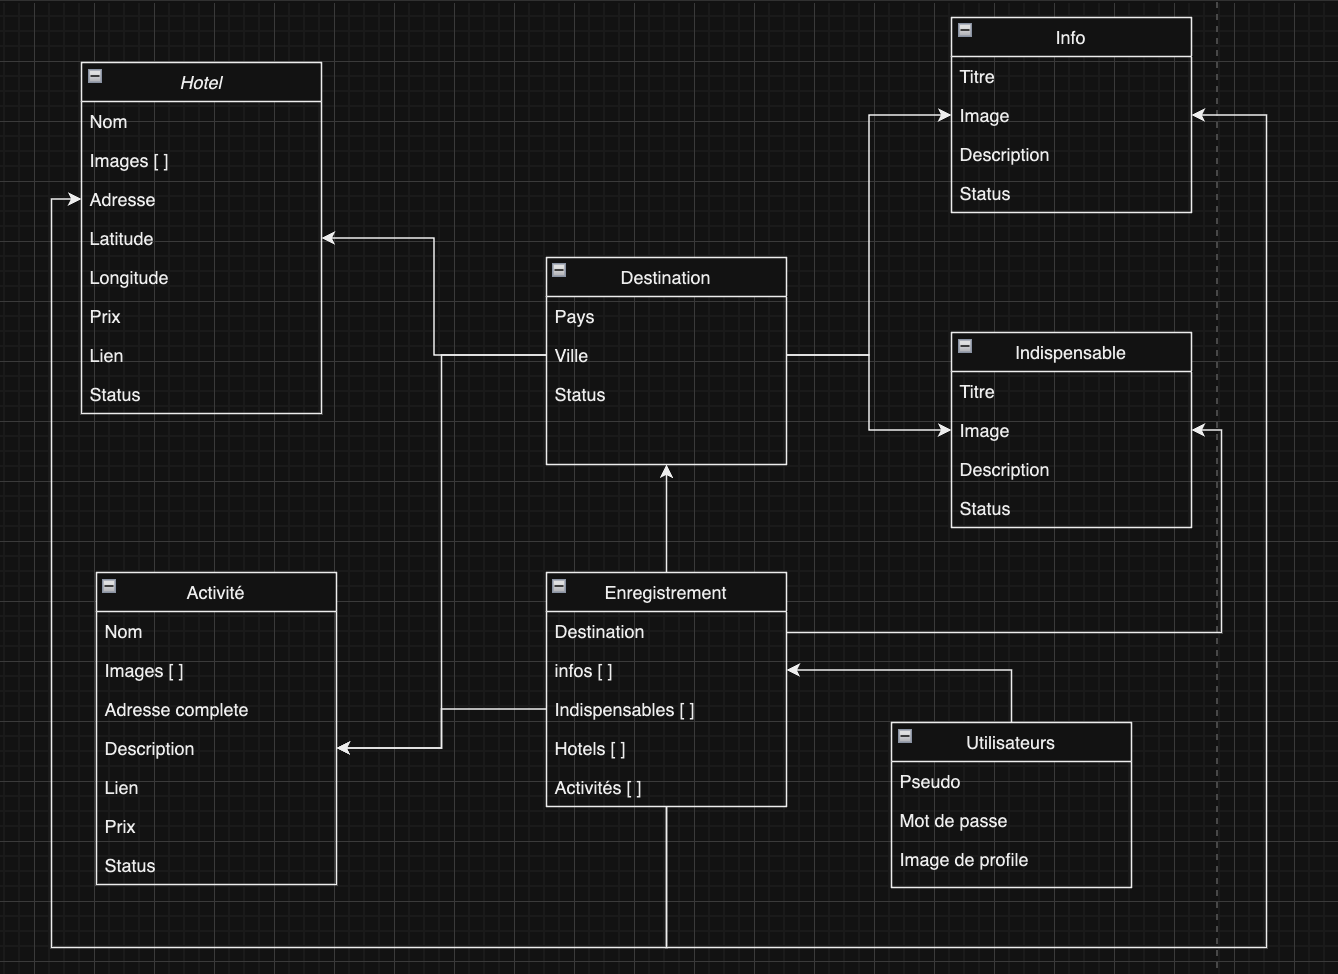 Hotel
Nom
Images [ ]
Adresse
Latitude
Longitude
Prix
Lien
Status
Info
Titre
Image
Description
Status
Destination
Pays
Ville
Status
Indispensable
Titre
Image
Description
Status
Activité
Nom
Images [ ]
Adresse complete
Description
Lien
Prix
Status
Enregistrement
Destination
infos [ ]
Indispensables [ ]
Hotels [ ]
Activités [ ]
Utilisateurs
Pseudo
Mot de passe
Image de profile